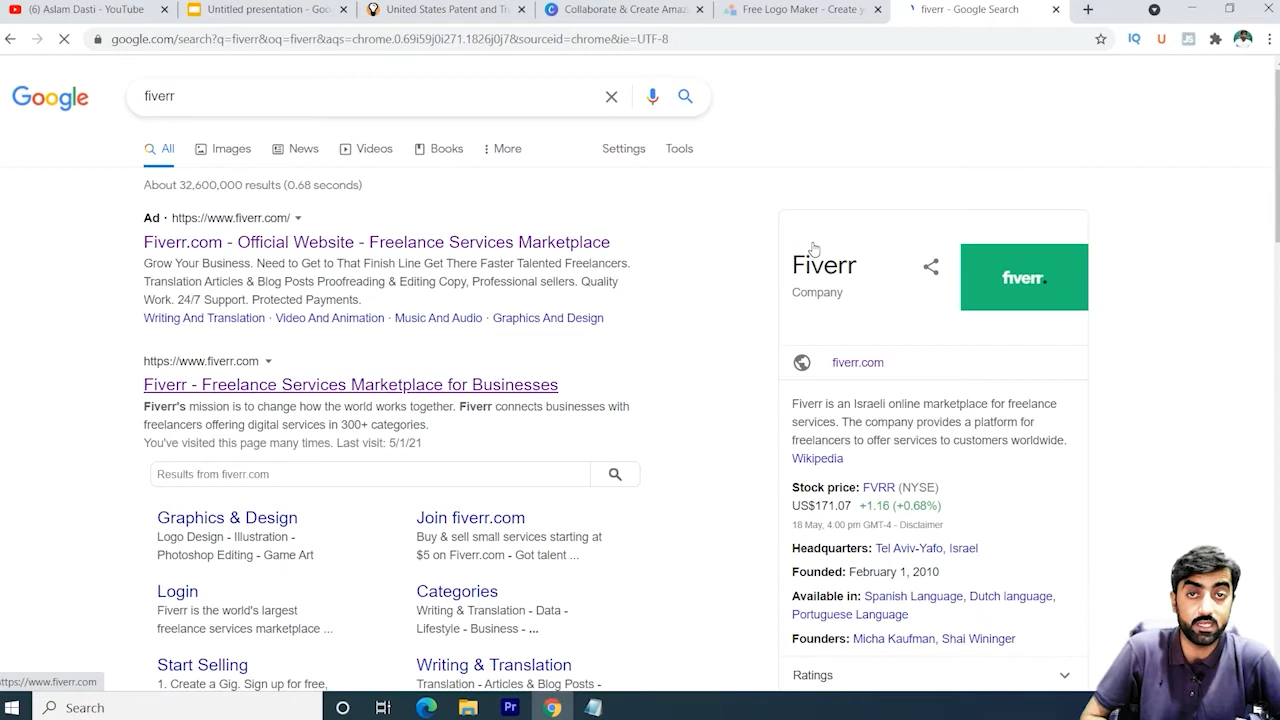 (6) Aslam Dasti - YouTube
Untitled presentation - Goo
United States Patent and Tr
Collaborate & Create Amaz
Free Logo Maker - Create y
fiverr - Google Search
google.com/search?q=fiverr&oq=fiverr&aqs=chrome.0.69i59j0i271.1826j0j7&sourceid=chrome&ie=UTF-8
Google
fiverr
All
Images
News
Videos
Books
More
Settings
Tools
About 32,600,000 results (0.68 seconds)
Ad · https://www.fiverr.com/
Fiverr.com - Official Website - Freelance Services Marketplace
Grow Your Business. Need to Get to That Finish Line Get There Faster Talented Freelancers.
Translation Articles & Blog Posts Proofreading & Editing Copy, Professional sellers. Quality
Work. 24/7 Support. Protected Payments.
Writing And Translation · Video And Animation · Music And Audio · Graphics And Design
https://www.fiverr.com
Fiverr - Freelance Services Marketplace for Businesses
Fiverr's mission is to change how the world works together. Fiverr connects businesses with
freelancers offering digital services in 300+ categories.
You've visited this page many times. Last visit: 5/1/21
Results from fiverr.com
Graphics & Design
Logo Design - Illustration -
Photoshop Editing - Game Art
Join fiverr.com
Buy & sell small services starting at
$5 on Fiverr.com - Got talent ...
Login
Fiverr is the world's largest
freelance services marketplace ...
Categories
Writing & Translation - Data -
Lifestyle - Business - ...
Start Selling
1. Create a Gig. Sign up for free,
Writing & Translation
Translation - Articles & Blog Posts -
Fiverr
Company
fiverr.
fiverr.com
Fiverr is an Israeli online marketplace for freelance
services. The company provides a platform for
freelancers to offer services to customers worldwide.
Wikipedia
Stock price: FVRR (NYSE)
US$171.07 +1.16 (+0.68%)
18 May, 4:00 pm GMT-4 - Disclaimer
Headquarters: Tel Aviv-Yafo, Israel
Founded: February 1, 2010
Available in: Spanish Language, Dutch language,
Portuguese Language
Founders: Micha Kaufman, Shai Wininger
Ratings
ttps://www.fiverr.com
Search